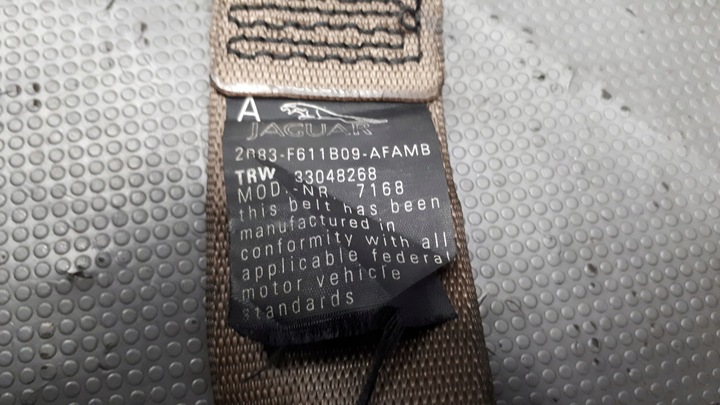 A
JAGUAR
2R83-F611B09-AFAMB
TRW 33048268
MOD.-NR. 7168
this belt has been
manufactured in
conformity with all
applicable federal
motor vehicle
standards